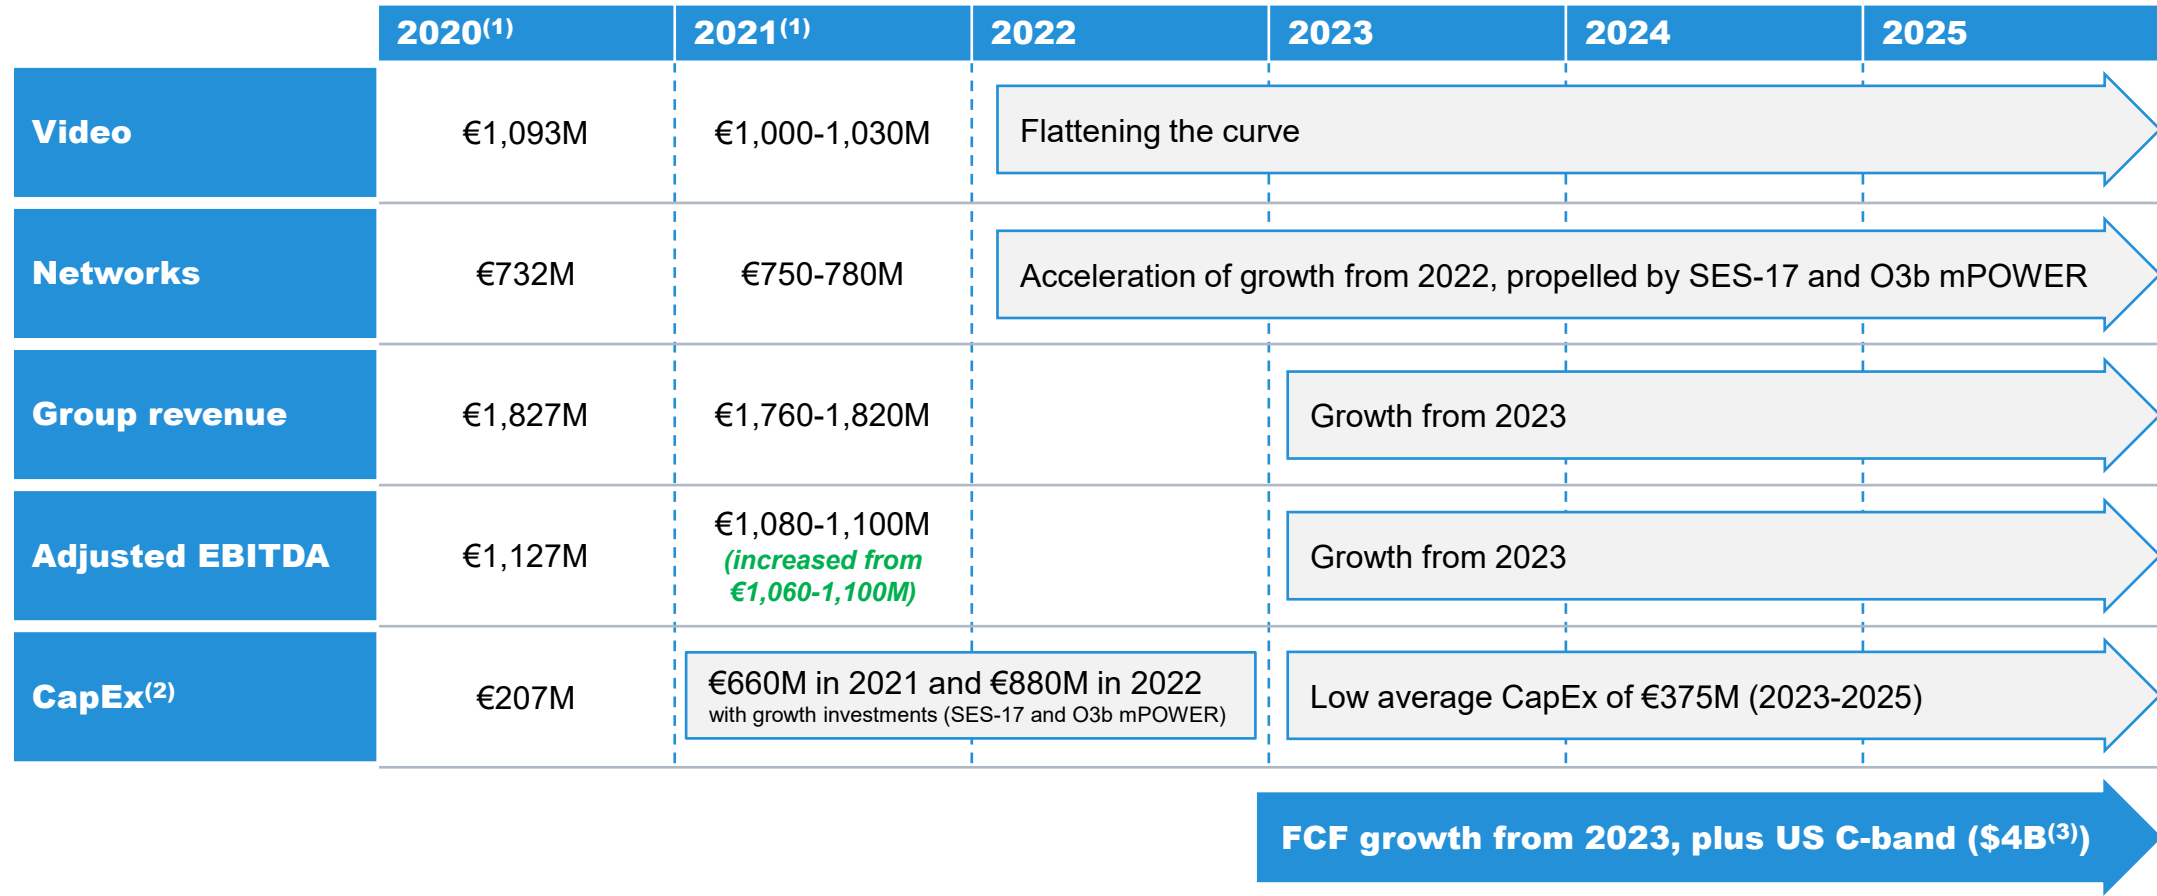 2020(1) 2021(1) 2022 2023 2024 2025
Video €1,093M €1,000-1,030M Flattening the curve
Networks €732M €750-780M Acceleration of growth from 2022, propelled by SES-17 and O3b mPOWER
Group revenue €1,827M €1,760-1,820M Growth from 2023
Adjusted EBITDA €1,127M €1,080-1,100M
(increased from
€1,060-1,100M)
Growth from 2023
CapEx(2) €207M €660M in 2021 and €880M in 2022
with growth investments (SES-17 and O3b mPOWER)
Low average CapEx of €375M (2023-2025)
FCF growth from 2023, plus US C-band ($4B(3))